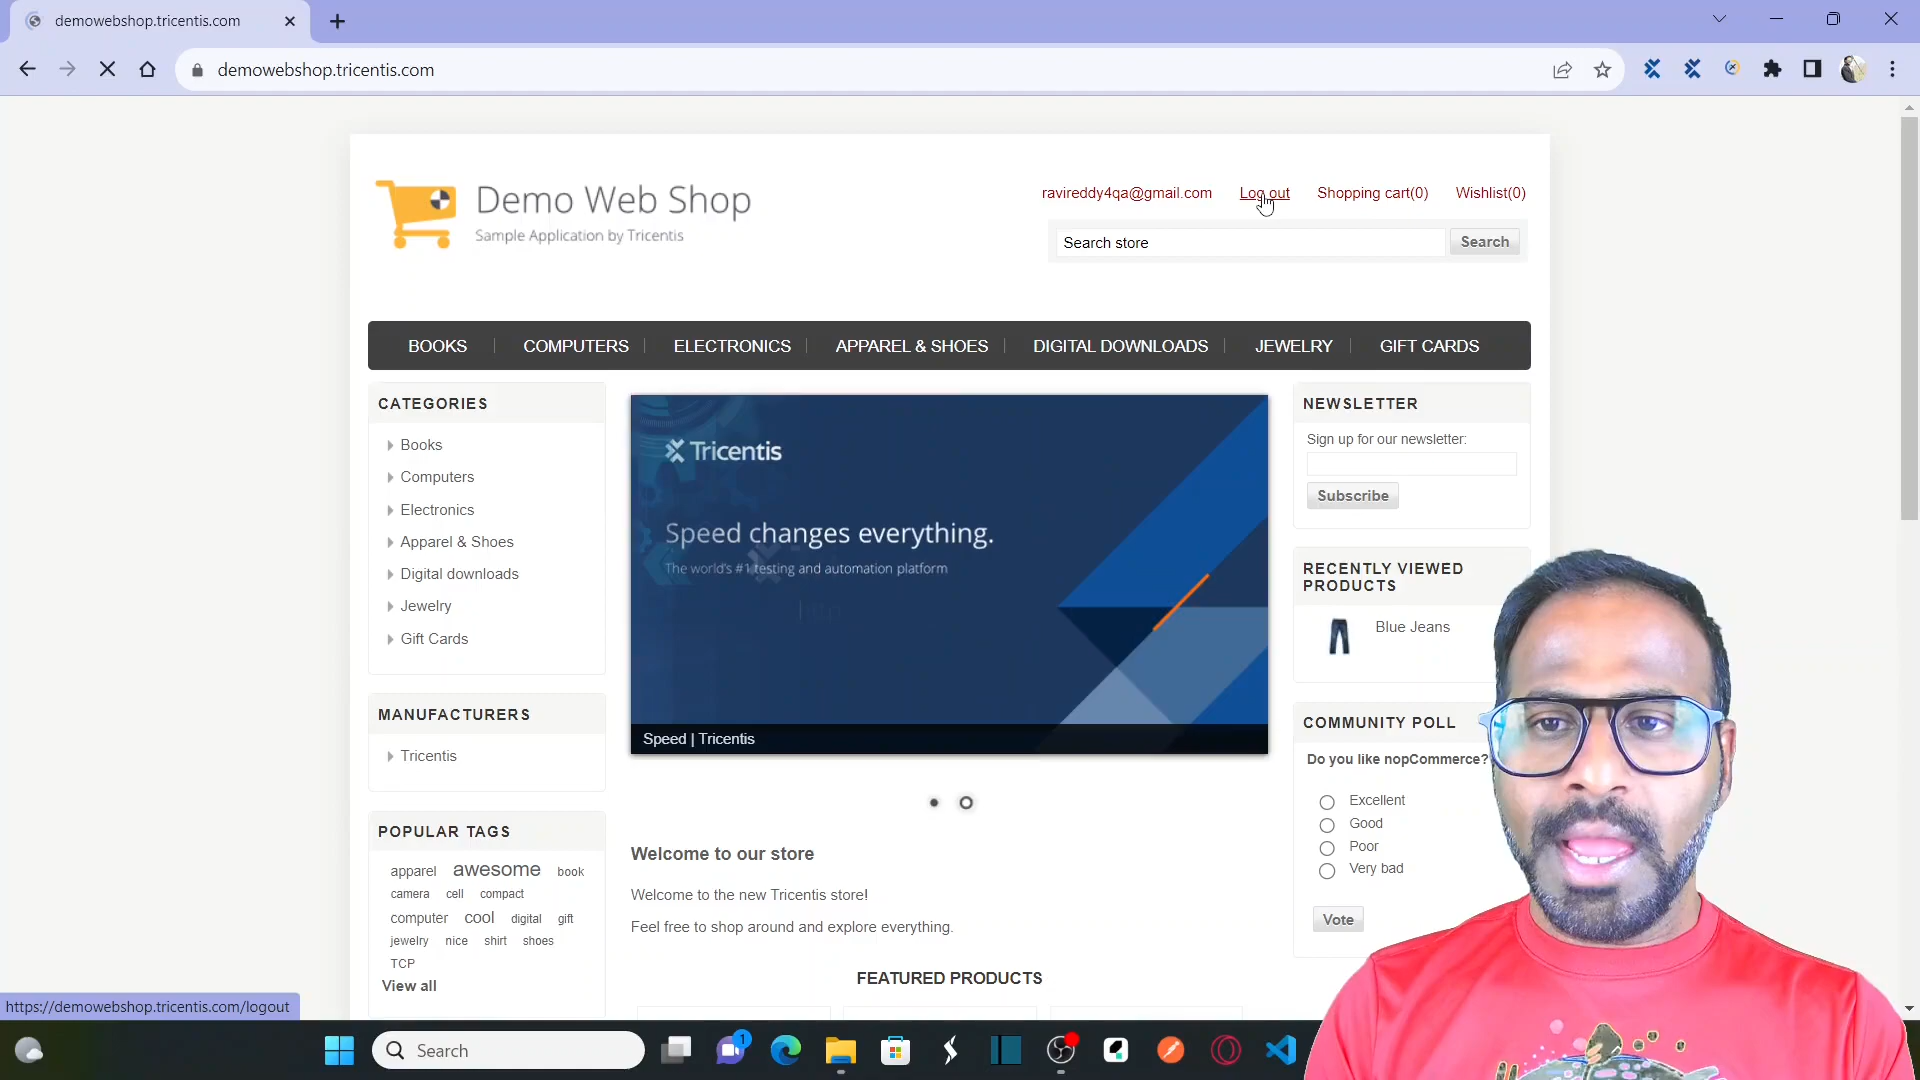 demowebshop.tricentis.com
demowebshop.tricentis.com
Demo Web Shop
Sample Application by Tricentis
ravireddy4qa@gmail.com Log out Shopping cart(0) Wishlist(0)
Search store Search
BOOKS COMPUTERS ELECTRONICS APPAREL & SHOES DIGITAL DOWNLOADS JEWELRY GIFT CARDS
CATEGORIES
Books
Computers
Electronics
Apparel & Shoes
Digital downloads
Jewelry
Gift Cards
MANUFACTURERS
Tricentis
POPULAR TAGS
apparel awesome book
camera cell compact
computer cool digital gift
jewelry nice shirt shoes
TCP
View all
Tricentis
Speed changes everything.
The world's #1 testing and automation platform
Speed | Tricentis
Welcome to our store
Welcome to the new Tricentis store!
Feel free to shop around and explore everything.
FEATURED PRODUCTS
NEWSLETTER
Sign up for our newsletter:
Subscribe
RECENTLY VIEWED
PRODUCTS
Blue Jeans
COMMUNITY POLL
Do you like nopCommerce?
Excellent
Good
Poor
Very bad
Vote
https://demowebshop.tricentis.com/logout
Search
1